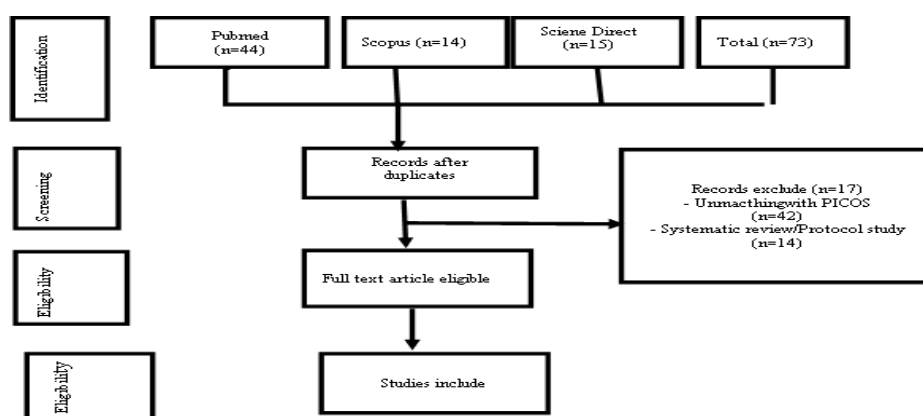 Identification
Pubmed
(n=44)
Scopus (n=14)
Sciene Direct
(n=15)
Total (n=73)
Screening
Records after
duplicates
Records exclude (n=17)
- Unmacthingwith PICOS
(n=42)
- Systematic review/Protocol study
(n=14)
Eligibility
Full text article eligible
Eligibility
Studies include